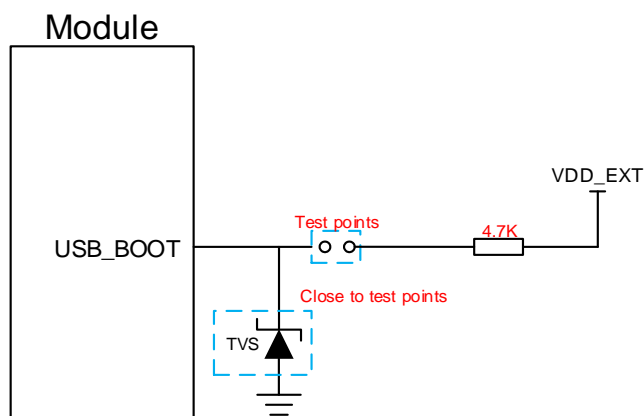 Module
VDD_EXT
Test points
4.7K
USB_BOOT
Close to test points
TVS